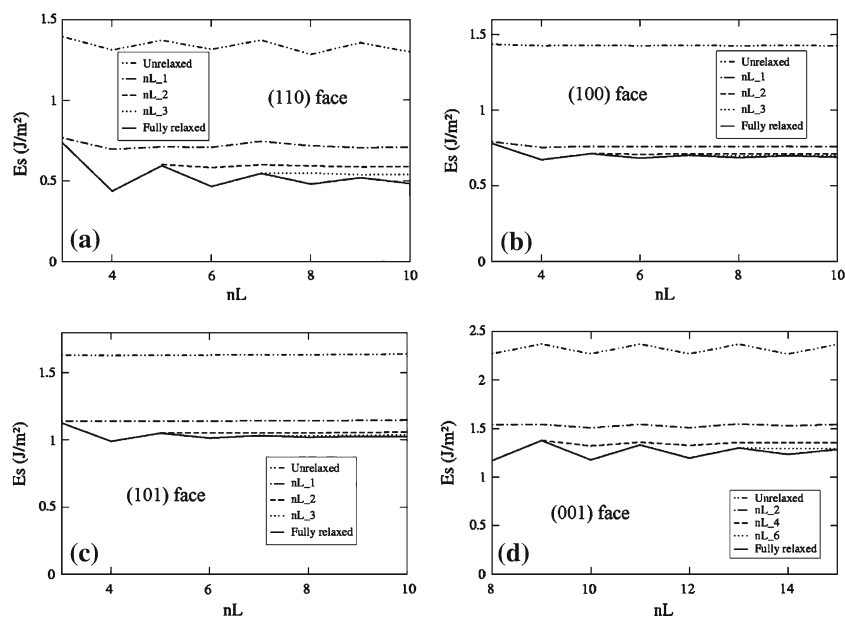 1.5
1
0.5
0
Es (J/m²)
Unrelaxed
nL_1
nL_2
nL_3
Fully relaxed
(110) face
(a)
4
6
8
10
nL
2
1.5
1
0.5
0
Es (J/m²)
Unrelaxed
nL_1
nL_2
nL_3
Fully relaxed
(100) face
(b)
4
6
8
10
nL
1.5
1
0.5
0
Es (J/m²)
Unrelaxed
nL_1
nL_2
nL_3
Fully relaxed
(101) face
(c)
4
6
8
10
nL
2.5
2
1.5
1
0.5
0
Es (J/m²)
Unrelaxed
nL_2
nL_4
nL_6
Fully relaxed
(001) face
(d)
8
10
12
14
nL